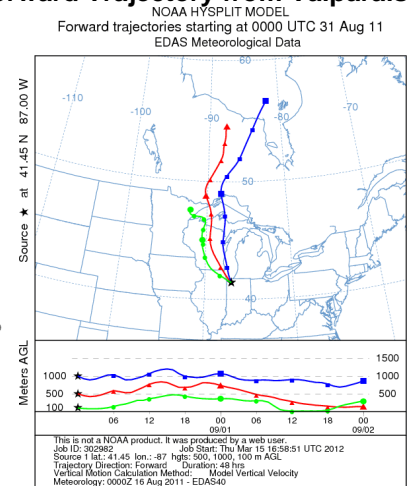 NOAA HYSPLIT MODEL
Forward trajectories starting at 0000 UTC 31 Aug 11
EDAS Meteorological Data
Source ★ at 41.45 N 87.00 W
60
-110
-100
-90
-80
-70
50
40
Meters AGL
1500
1000
1000
500
500
100
06
12
18
00
06
12
18
00
09/01
09/02
This is not a NOAA product. It was produced by a web user.
Job ID: 302982 Job Start: Thu Mar 15 16:58:51 UTC 2012
Source 1 lat.: 41.45 lon.: -87 hgts: 500, 1000, 100 m AGL
Trajectory Direction: Forward Duration: 48 hrs
Vertical Motion Calculation Method: Model Vertical Velocity
Meteorology: 0000Z 16 Aug 2011 - EDAS40